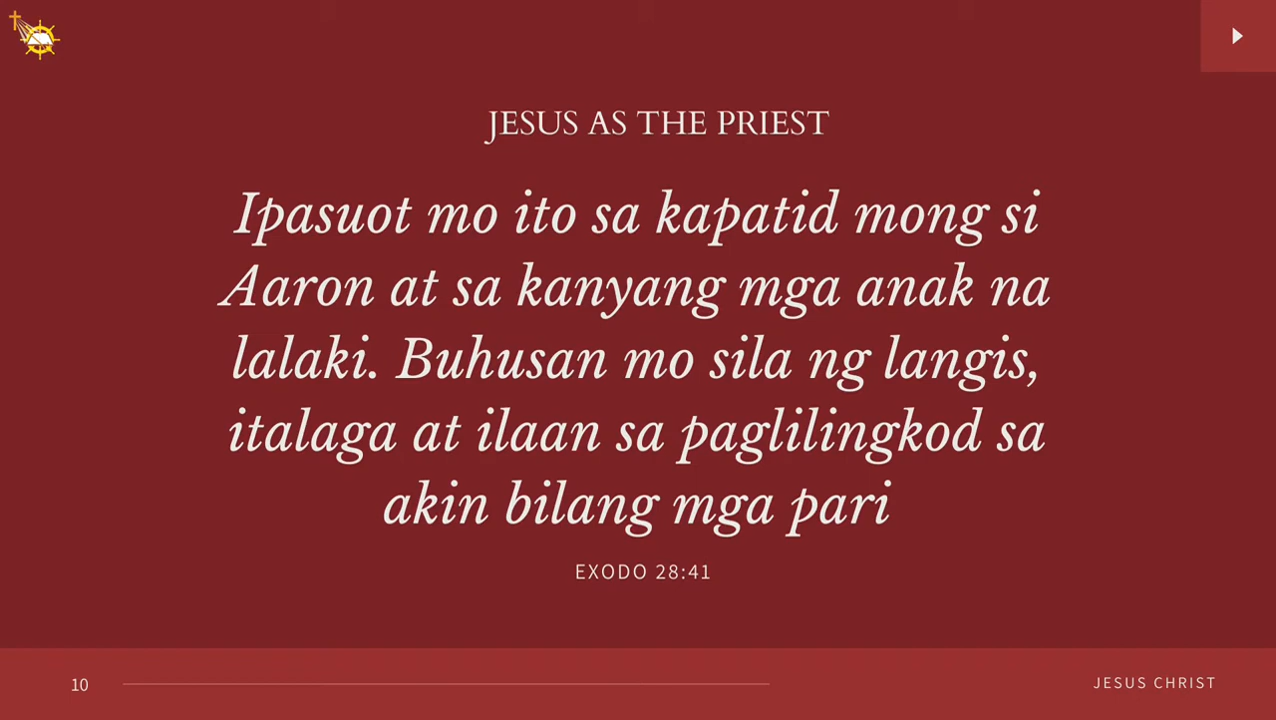 JESUS AS THE PRIEST
Ipasuot mo ito sa kapatid mong si
Aaron at sa kanyang mga anak na
lalaki. Buhusan mo sila ng langis,
italaga at ilaan sa paglilingkod sa
akin bilang mga pari
EXODO 28:41
10
JESUS CHRIST